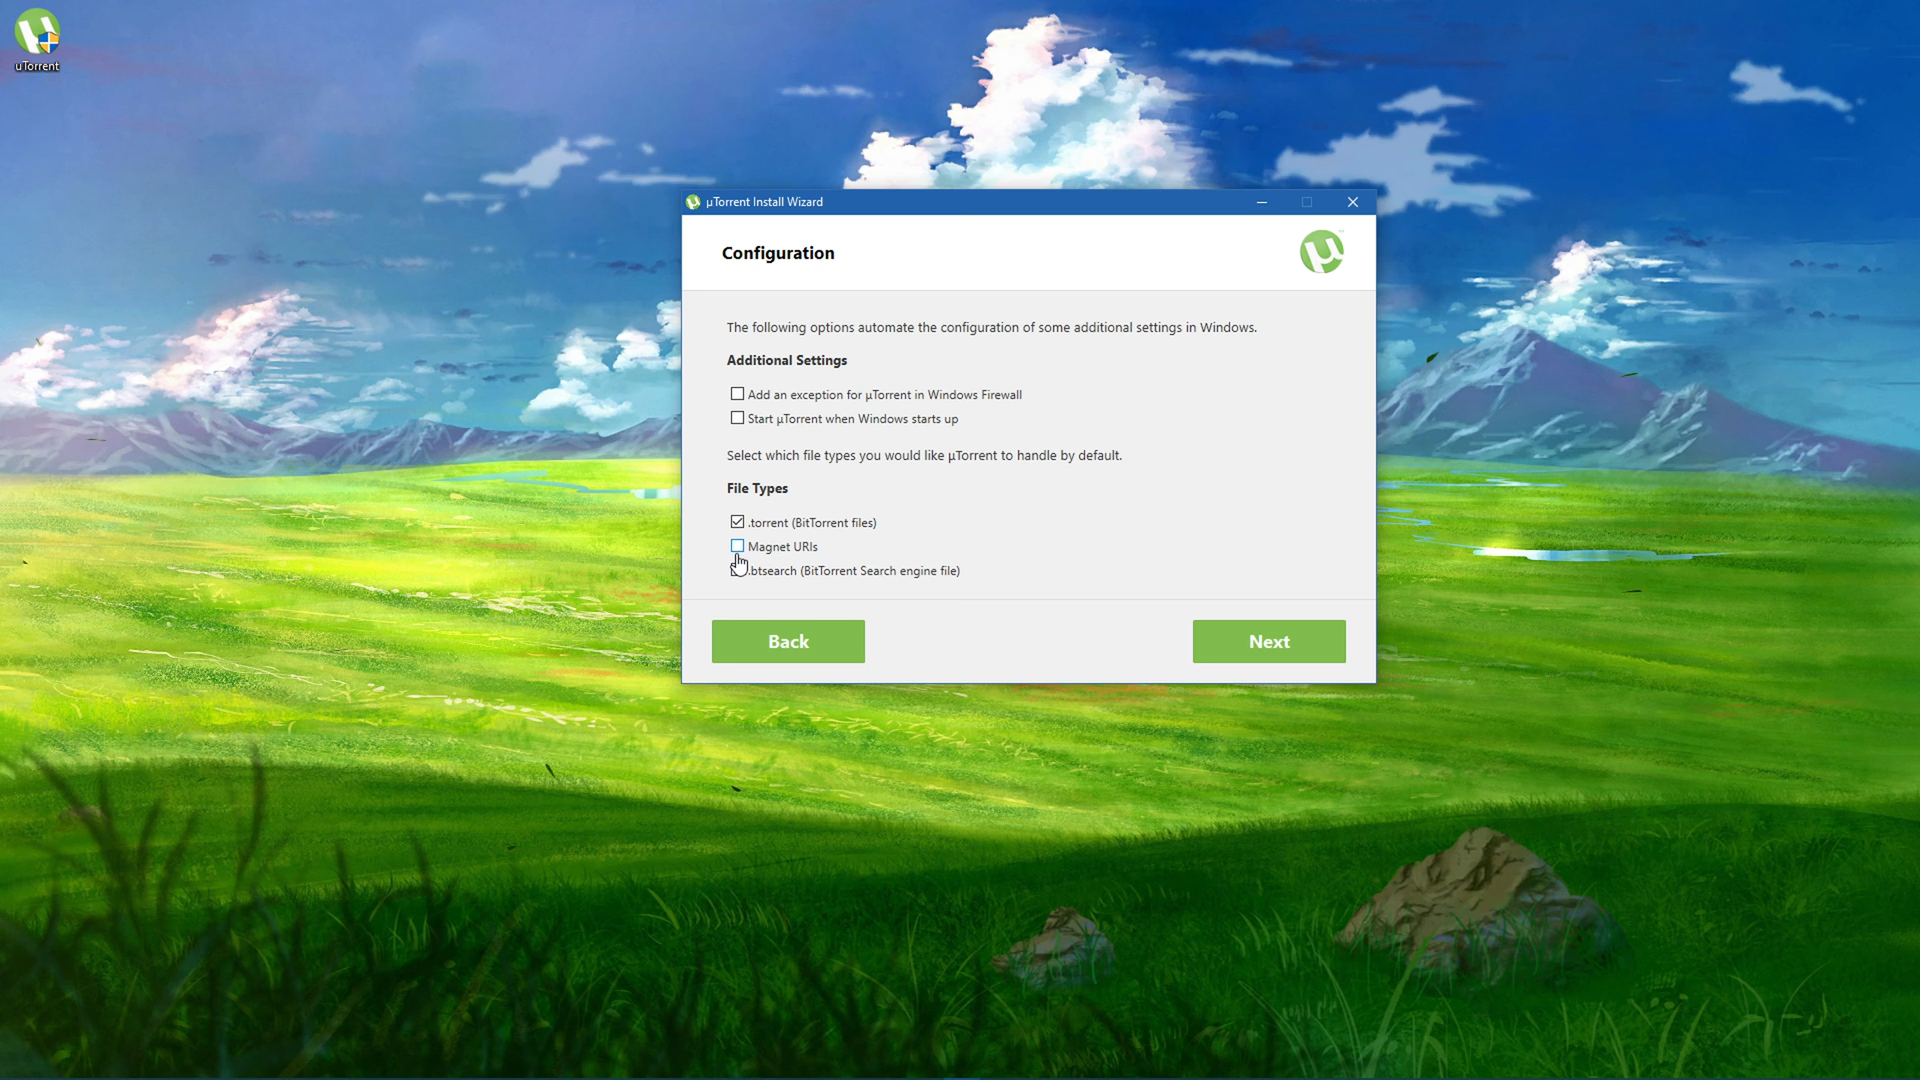 uTorrent
µTorrent Install Wizard
Configuration
The following options automate the configuration of some additional settings in Windows.
Additional Settings
Add an exception for µTorrent in Windows Firewall
Start µTorrent when Windows starts up
Select which file types you would like µTorrent to handle by default.
File Types
.torrent (BitTorrent files)
Magnet URIs
.btsearch (BitTorrent Search engine file)
Back
Next